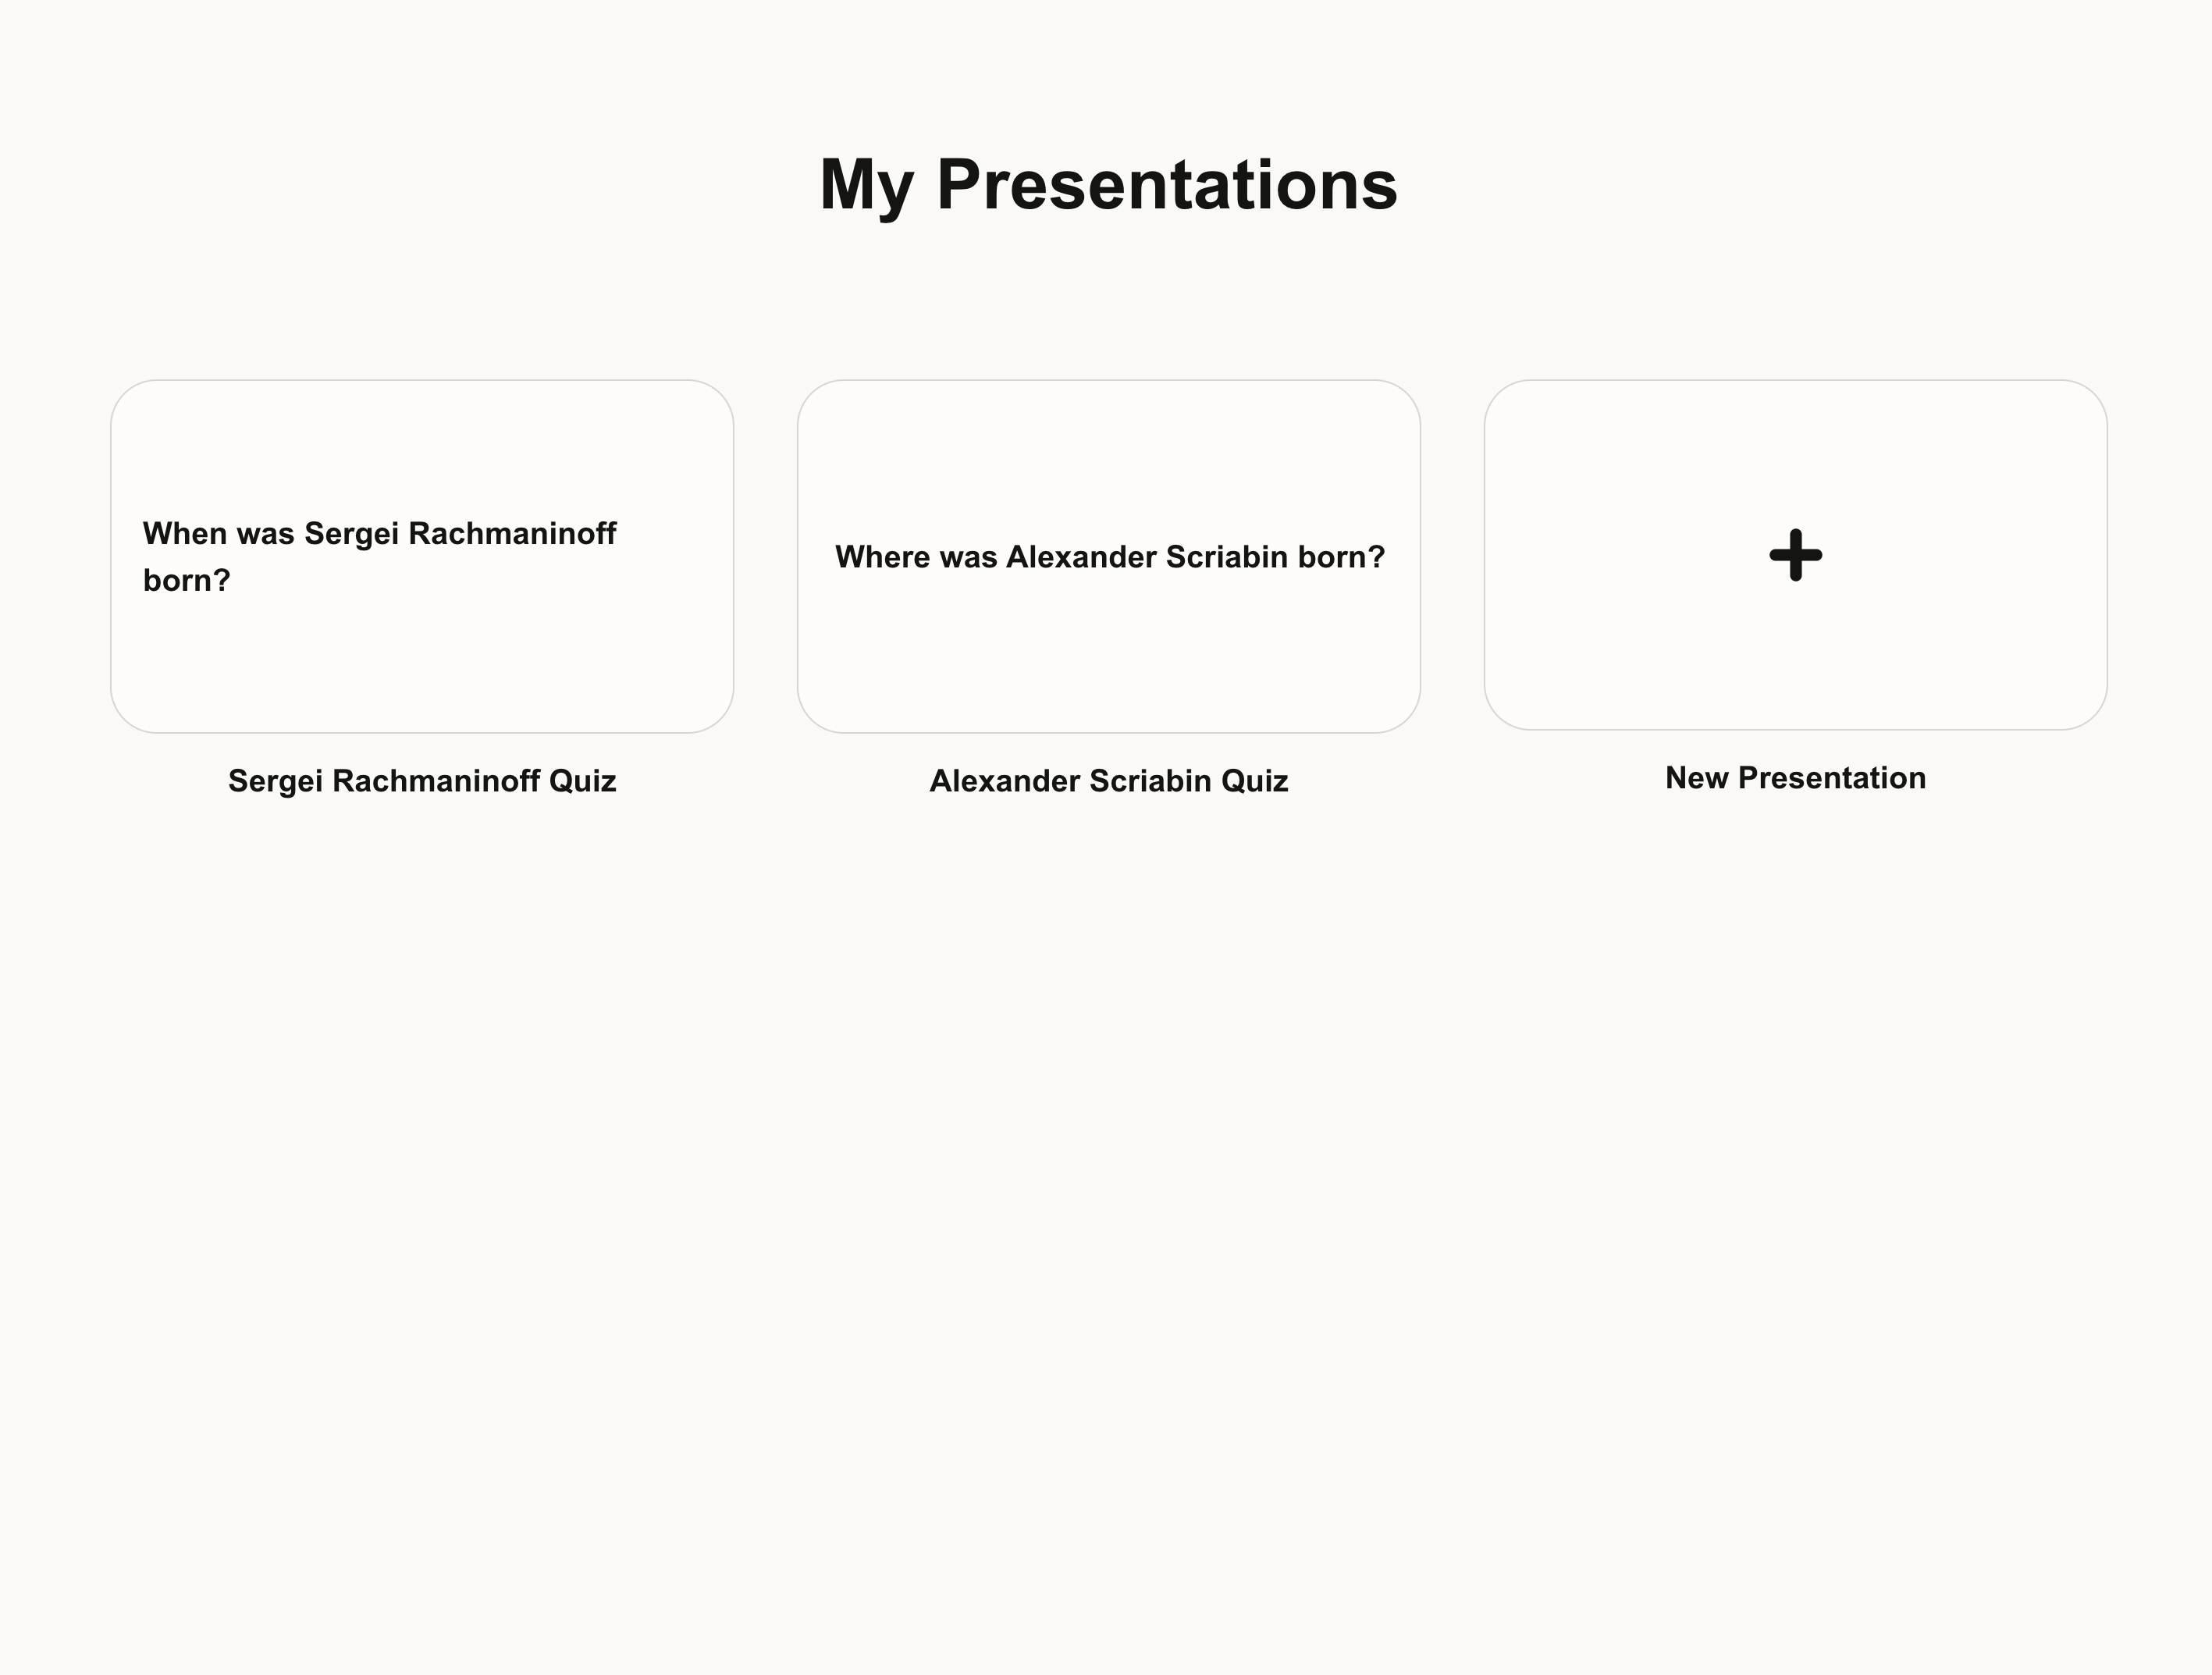 My Presentations
When was Sergei Rachmaninoff
born?
Where was Alexander Scriabin born?
Sergei Rachmaninoff Quiz
Alexander Scriabin Quiz
New Presentation